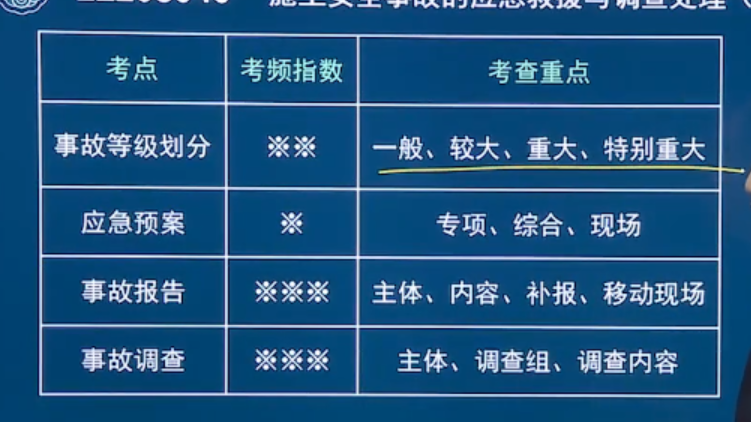 施工安全事故的应急救援与调查处理（
考点 考频指数 考查重点
事故等级划分 ※※ 一般、较大、重大、特别重大
应急预案 ※ 专项、综合、现场
事故报告 ※※※ 主体、内容、补报、移动现场
事故调查 ※※※ 主体、调查组、调查内容